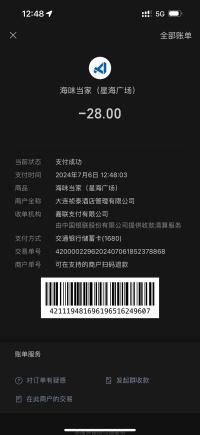 12:48
5G
全部账单
海味当家（星海广场）
-28.00
当前状态 支付成功
支付时间 2024年7月6日 12:48:03
商品 海味当家（星海广场）
商户全称 大连祯泰酒店管理有限公司
收单机构 嘉联支付有限公司
由中国银联股份有限公司提供收款清算服务
支付方式 交通银行储蓄卡(1680)
交易单号 4200002296202407061852378868
商户单号 可在支持的商户扫码退款
421119481696196516249607
账单服务
对订单有疑惑 发起群收款
在此商户的交易